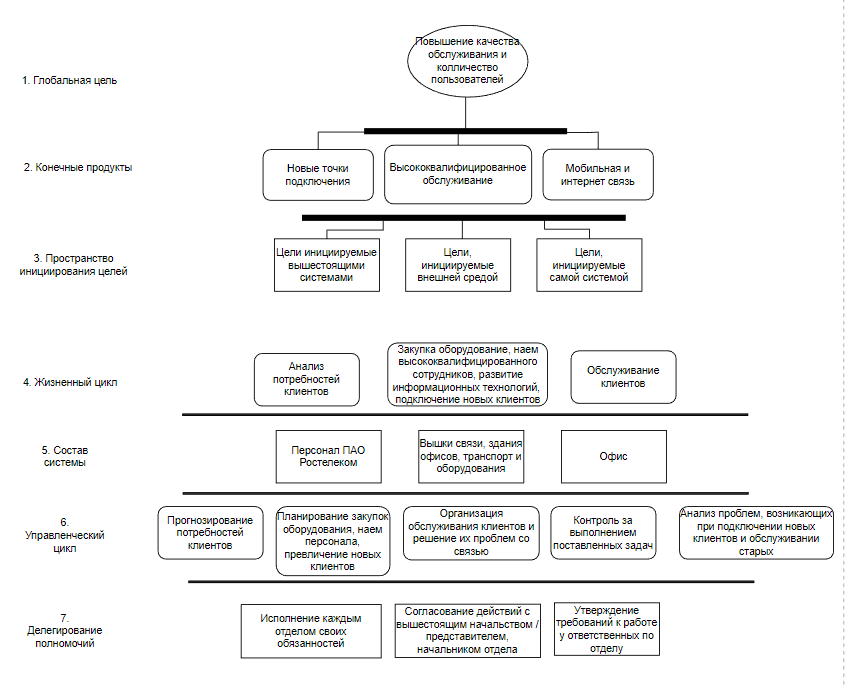 Повышение качества
обслуживания и
колличество
пользователей
1. Глобальная цель
2. Конечные продукты
Новые точки
подключения
Высококвалифицированное
обслуживание
Мобильная и
интернет связь
3. Пространство
инициирования целей
Цели инициируемые
вышестоящими
системами
Цели,
инициируемые
внешней средой
Цели,
инициируемые
самой системой
4. Жизненный цикл
Анализ
потребностей
клиентов
Закупка оборудование, наем
высококвалифицированного
сотрудников, развитие
информационных технологий,
подключение новых клиентов
Обслуживание
клиентов
5. Состав
системы
Персонал ПАО
Ростелеком
Вышки связи, здания
офисов, транспорт и
оборудования
Офис
6.
Управленческий
цикл
Прогнозирование
потребностей
клиентов
Планирование закупок
оборудования, наем
персонала,
превличение новых
клиентов
Организация
обслуживания клиентов и
решение их проблем со
связью
Контроль за
выполнением
поставленных задач
Анализ проблем, возникающих
при подключении новых
клиентов и обслуживании
старых
7.
Делегирование
полномочий
Исполнение каждым
отделом своих
обязанностей
Согласование действий с
вышестоящим начальством /
представителем,
начальником отдела
Утверждение
требований к работе
у ответственных по
отделу